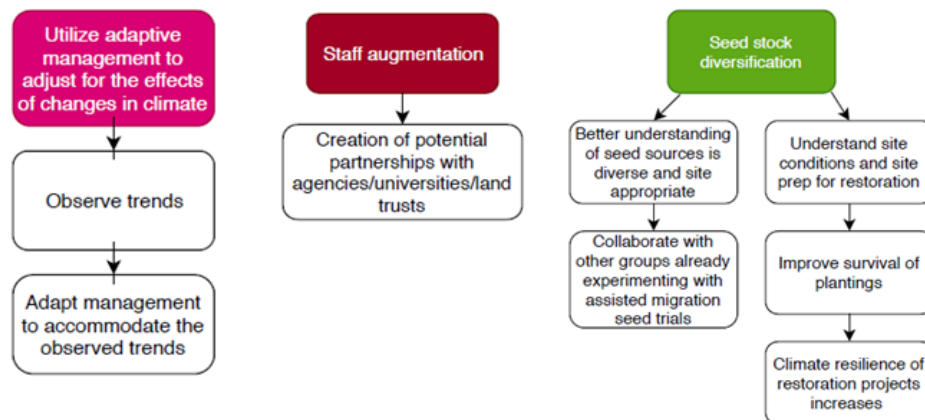 Utilize adaptive
management to
adjust for the effects
of changes in climate
Observe trends
Adapt management
to accommodate the
observed trends
Staff augmentation
Creation of potential
partnerships with
agencies/universities/land
trusts
Seed stock
diversification
Better understanding
of seed sources is
diverse and site
appropriate
Collaborate with
other groups already
experimenting with
assisted migration
seed trials
Understand site
conditions and site
prep for restoration
Improve survival of
plantings
Climate resilience of
restoration projects
increases